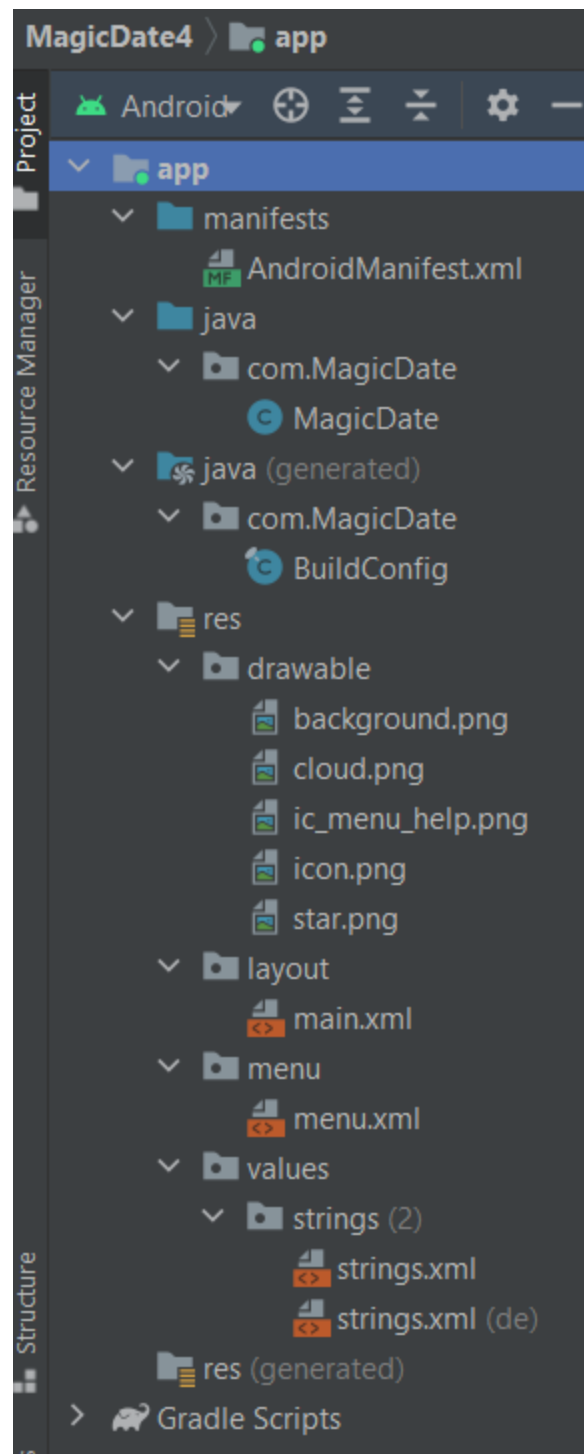 MagicDate4 app
Project
Android
app
manifests
AndroidManifest.xml
java
com.MagicDate
MagicDate
Resource Manager
java (generated)
com.MagicDate
BuildConfig
res
drawable
background.png
cloud.png
ic_menu_help.png
icon.png
star.png
layout
main.xml
menu
menu.xml
values
strings (2)
strings.xml
strings.xml (de)
Structure
res (generated)
Gradle Scripts